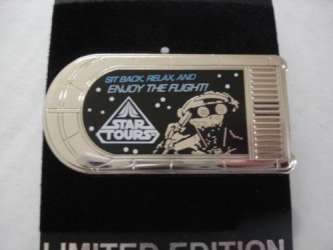 SIT BACK, RELAX, AND
ENJOY THE FLIGHT!
STAR
TOURS
LIMITED EDITION